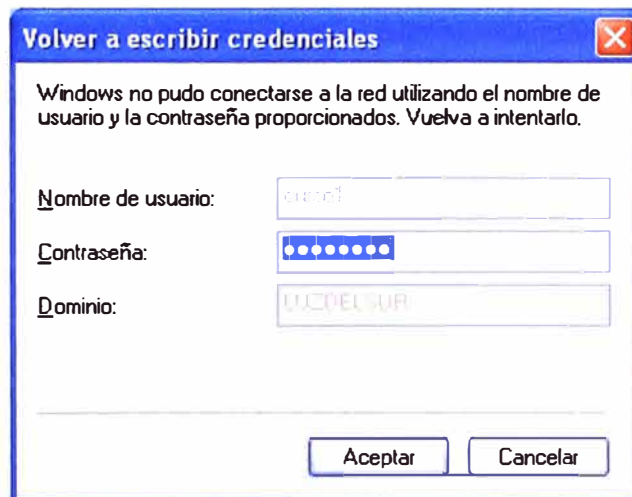 Volver a escribir credenciales
Windows no pudo conectarse a la red utilizando el nombre de
usuario y la contraseña proporcionados. Vuelva a intentarlo.
Nombre de usuario:
Contraseña:
Dominio: LUZDELSUR
Aceptar Cancelar